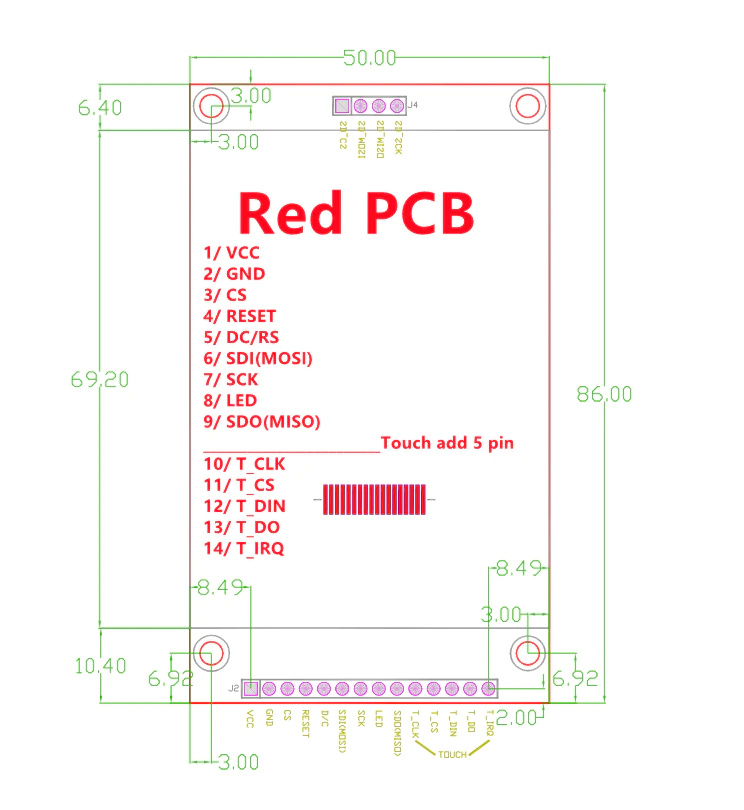 50.00
3.00
6.40
J4
SD_CS
SD_MOSI
SD_MISO
SD_SCK
3.00
Red PCB
1/ VCC
2/ GND
3/ CS
4/ RESET
5/ DC/RS
6/ SDI(MOSI)
7/ SCK
8/ LED
9/ SDO(MISO)
Touch add 5 pin
10/ T_CLK
11/ T_CS
12/ T_DIN
13/ T_DO
14/ T_IRQ
69.20
86.00
8.49
8.49
3.00
10.40
6.92
6.92
J2
2.00
VCC
GND
CS
RESET
D/C
SDI(MOSI)
SCK
LED
SDO(MISO)
T_CLK
T_CS
T_DIN
T_DO
T_IRQ
TOUCH
3.00